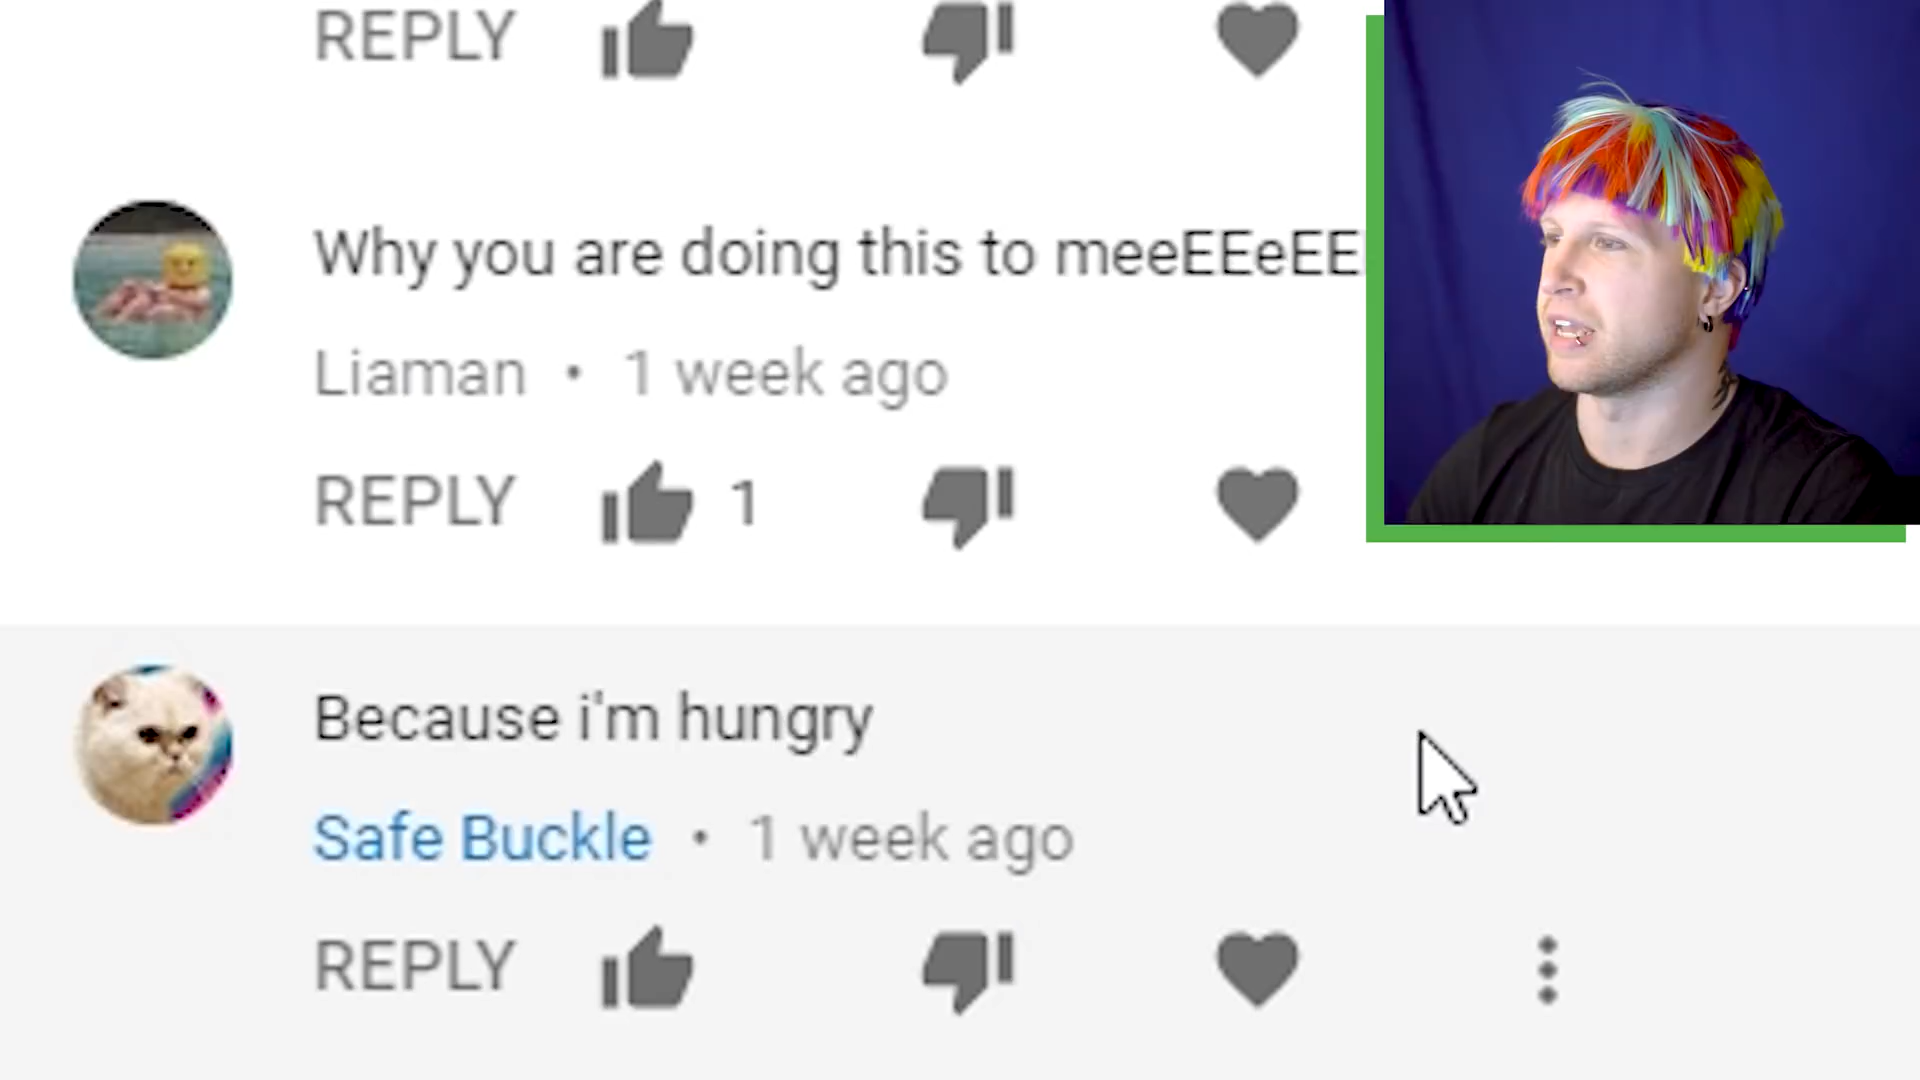 REPLY
Why you are doing this to meeEEeEE
Liaman • 1 week ago
REPLY 1
Because i'm hungry
Safe Buckle • 1 week ago
REPLY